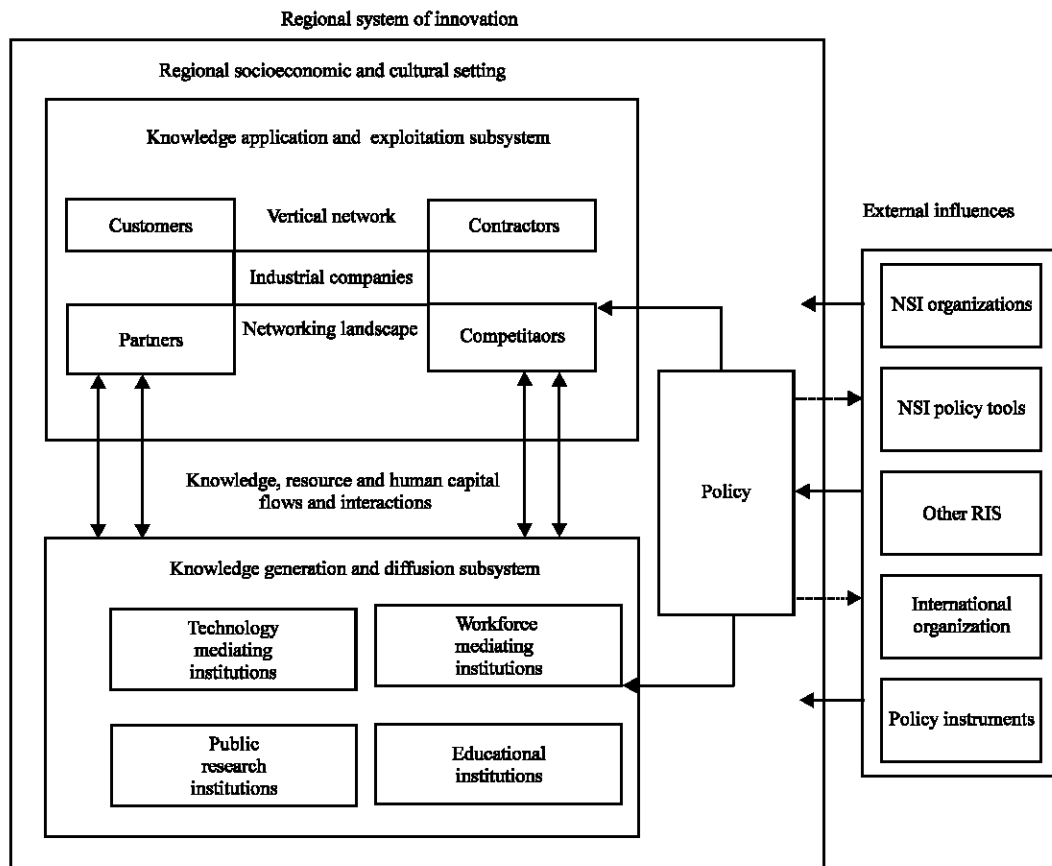 Regional system of innovation
Regional socioeconomic and cultural setting
Knowledge application and exploitation subsystem
Customers
Vertical network
Contractors
Industrial companies
Partners
Networking landscape
Competitaors
Knowledge, resource and human capital
flows and interactions
Policy
Knowledge generation and diffusion subsystem
Technology
mediating
institutions
Workforce
mediating
institutions
Public
research
institutions
Educational
institutions
External influences
NSI organizations
NSI policy tools
Other RIS
International
organization
Policy instruments